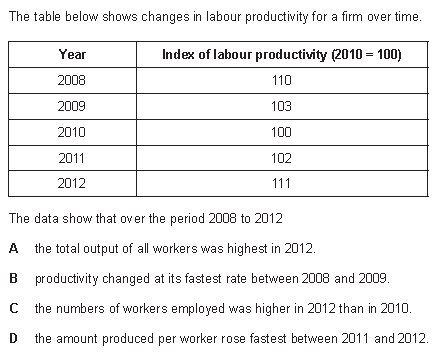 The table below shows changes in labour productivity for a firm over time.
Year Index of labour productivity (2010 = 100)
2008 110
2009 103
2010 100
2011 102
2012 111
The data show that over the period 2008 to 2012
A the total output of all workers was highest in 2012.
B productivity changed at its fastest rate between 2008 and 2009.
C the numbers of workers employed was higher in 2012 than in 2010.
D the amount produced per worker rose fastest between 2011 and 2012.